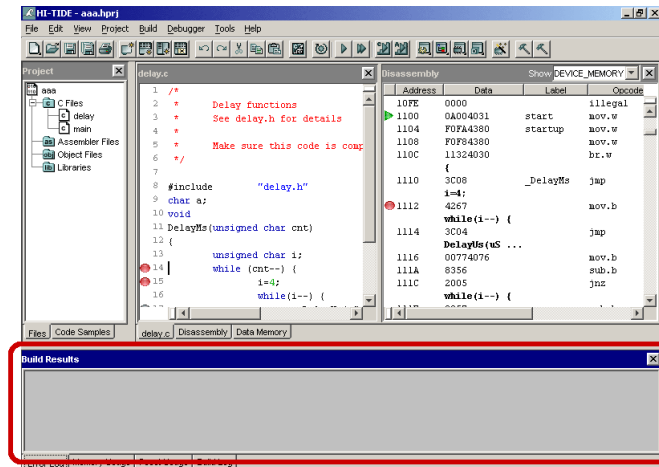 HI-TIDE - aaa.hprj
File Edit View Project Build Debugger Tools Help
Project
aaa
C Files
delay
main
Assembler Files
Object Files
Libraries
Files Code Samples
delay.c
1 /*
2 * Delay functions
3 * See delay.h for details
4 *
5 * Make sure this code is comp
6 */
7
8 #include "delay.h"
9 char a;
10 void
11 DelayMs(unsigned char cnt)
12 {
13 unsigned char i;
14 while (cnt--) {
15 i=4;
16 while(i--) {
delay.c Disassembly Data Memory
Disassembly Show DEVICE_MEMORY
Address Data Label Opcode
10FE 0000 illegal
1100 0A004031 start mov.w
1104 F0FA4380 startup mov.w
1108 F0F84380 mov.w
110C 11324030 br.w
{
1110 3C08 _DelayMs jmp
i=4;
1112 4267 mov.b
while(i--) {
1114 3C04 jmp
DelayUs(uS ...
1116 00774076 mov.b
111A 8356 sub.b
111C 2005 jnz
while(i--) {
Build Results